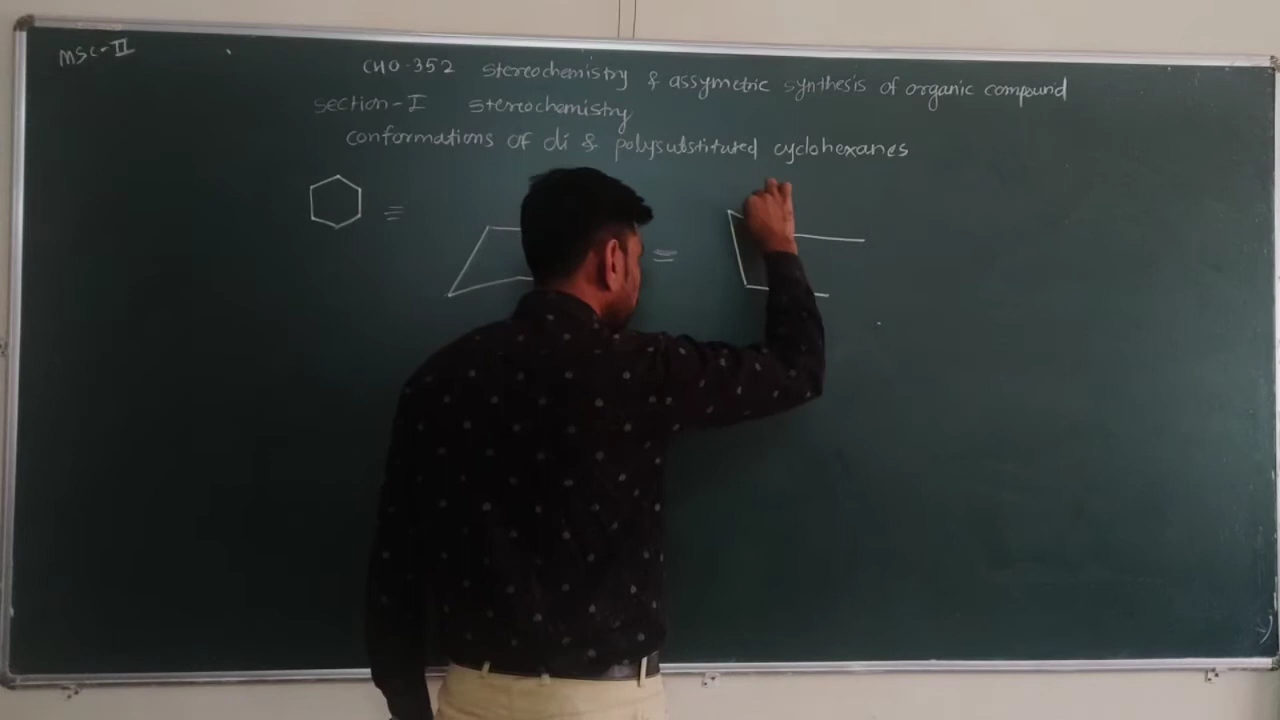 MSC-II
CHO-352 stereochemistry & assymetric synthesis of organic compound
section-I stereochemistry
conformations of di & polysubstituted cyclohexanes